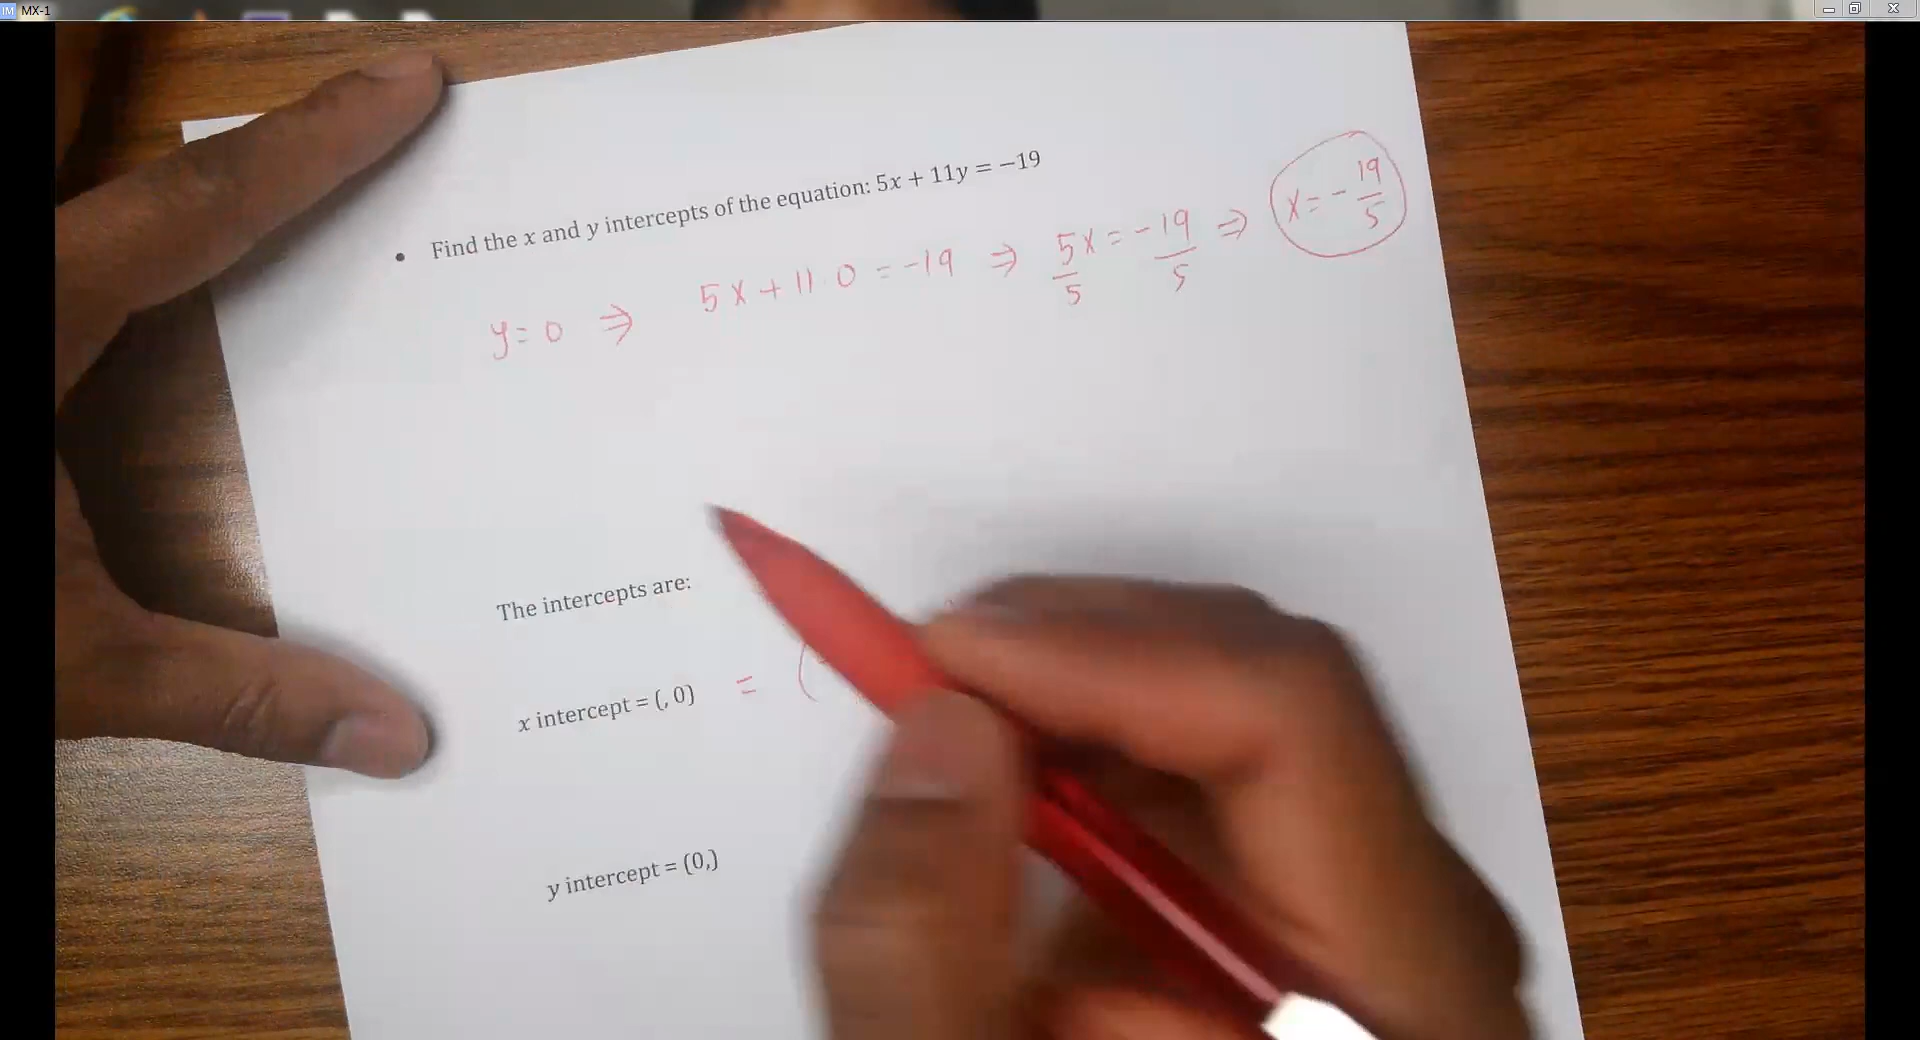 MX-1
• Find the x and y intercepts of the equation: 5x + 11y = −19
y = 0 ⇒ 5x + 11 · 0 = -19 ⇒ 5x/5 = -19/5 ⇒ x = - 19/5
The intercepts are:
x intercept = (, 0) = (
y intercept = (0,)